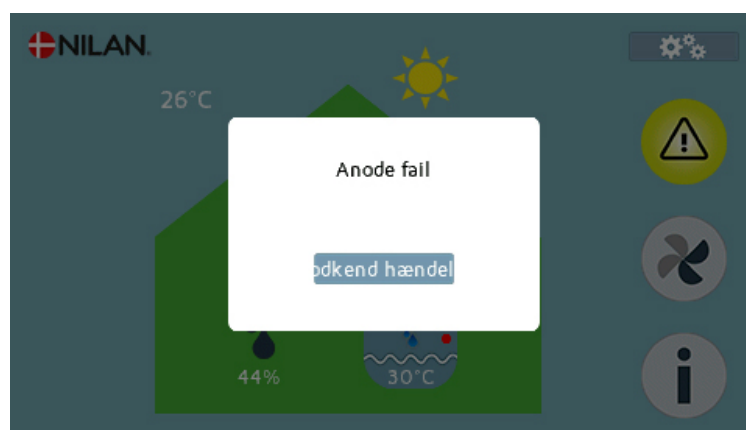 NILAN.
26°C
Anode fail
odkend hændel
44%
30°C